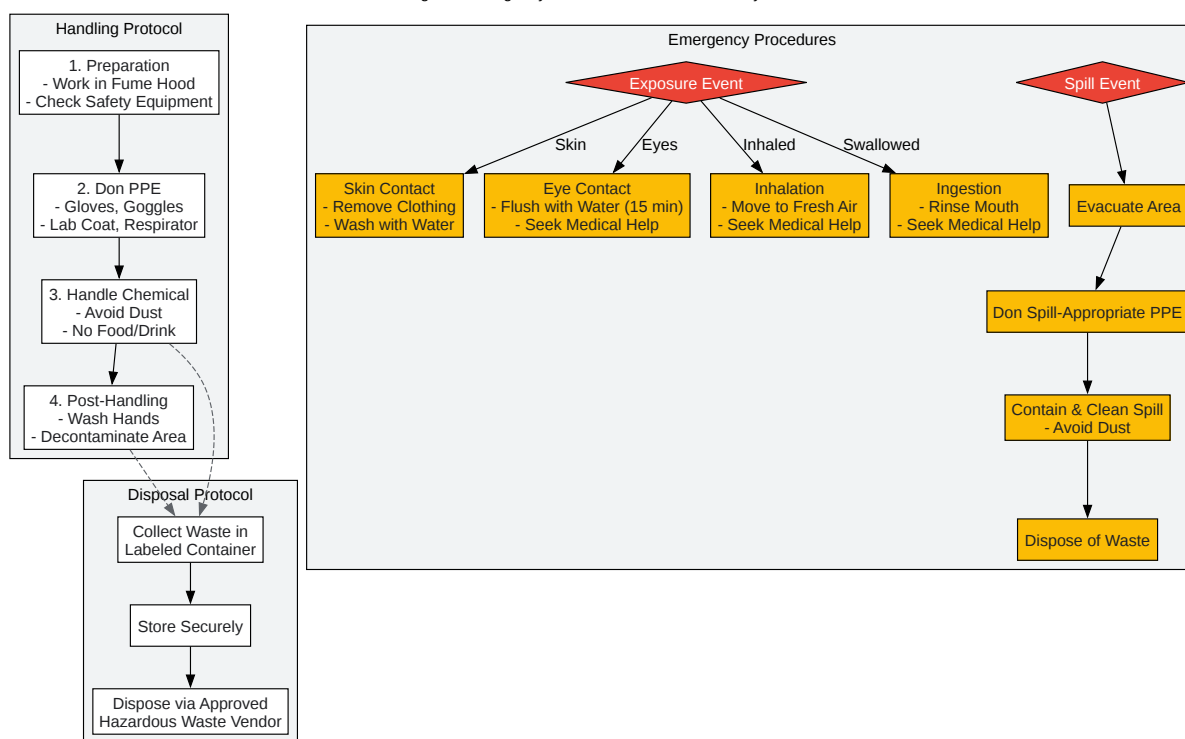 Handling Protocol
1. Preparation
- Work in Fume Hood
- Check Safety Equipment
2. Don PPE
- Gloves, Goggles
- Lab Coat, Respirator
3. Handle Chemical
- Avoid Dust
- No Food/Drink
4. Post-Handling
- Wash Hands
- Decontaminate Area
Disposal Protocol
Collect Waste in
Labeled Container
Store Securely
Dispose via Approved
Hazardous Waste Vendor
Emergency Procedures
Exposure Event
Skin
Eyes
Inhaled
Swallowed
Skin Contact
- Remove Clothing
- Wash with Water
Eye Contact
- Flush with Water (15 min)
- Seek Medical Help
Inhalation
- Move to Fresh Air
- Seek Medical Help
Ingestion
- Rinse Mouth
- Seek Medical Help
Spill Event
Evacuate Area
Don Spill-Appropriate PPE
Contain & Clean Spill
- Avoid Dust
Dispose of Waste